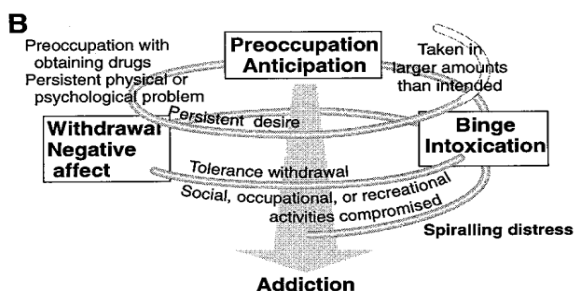 B
Preoccupation with
obtaining drugs
Persistent physical or
psychological problem
Preoccupation
Anticipation
Taken in
larger amounts
than intended
Persistent desire
Withdrawal
Negative
affect
Binge
Intoxication
Tolerance withdrawal
Social, occupational, or recreational
activities compromised
Spiralling distress
Addiction